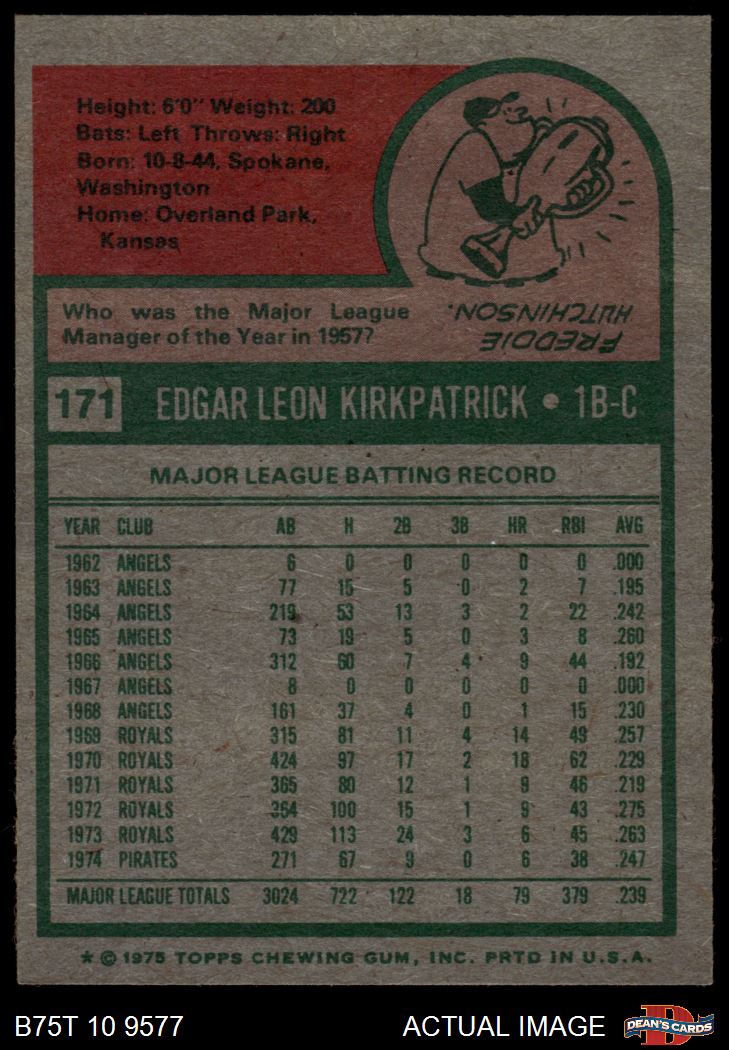 Height: 6'0" Weight: 200
Bats: Left Throws: Right
Born: 10-8-44, Spokane,
Washington
Home: Overland Park,
Kansas
Who was the Major League
Manager of the Year in 1957?
FREDDIE
HUTCHINSON.
171 EDGAR LEON KIRKPATRICK • 1B-C
MAJOR LEAGUE BATTING RECORD
YEAR CLUB AB H 2B 3B HR RBI AVG
1962 ANGELS 6 0 0 0 0 0 .000
1963 ANGELS 77 15 5 0 2 7 .195
1964 ANGELS 219 53 13 3 2 22 .242
1965 ANGELS 73 19 5 0 3 8 .260
1966 ANGELS 312 60 7 4 9 44 .192
1967 ANGELS 8 0 0 0 0 0 .000
1968 ANGELS 161 37 4 0 1 15 .230
1969 ROYALS 315 81 11 4 14 49 .257
1970 ROYALS 424 97 17 2 18 62 .229
1971 ROYALS 365 80 12 1 9 46 .219
1972 ROYALS 364 100 15 1 9 43 .275
1973 ROYALS 429 113 24 3 6 45 .263
1974 PIRATES 271 67 9 0 6 38 .247
MAJOR LEAGUE TOTALS 3024 722 122 18 79 379 .239
★ © 1975 TOPPS CHEWING GUM, INC. PRTD IN U.S.A.
B75T 10 9577 ACTUAL IMAGE
DEAN'S CARDS